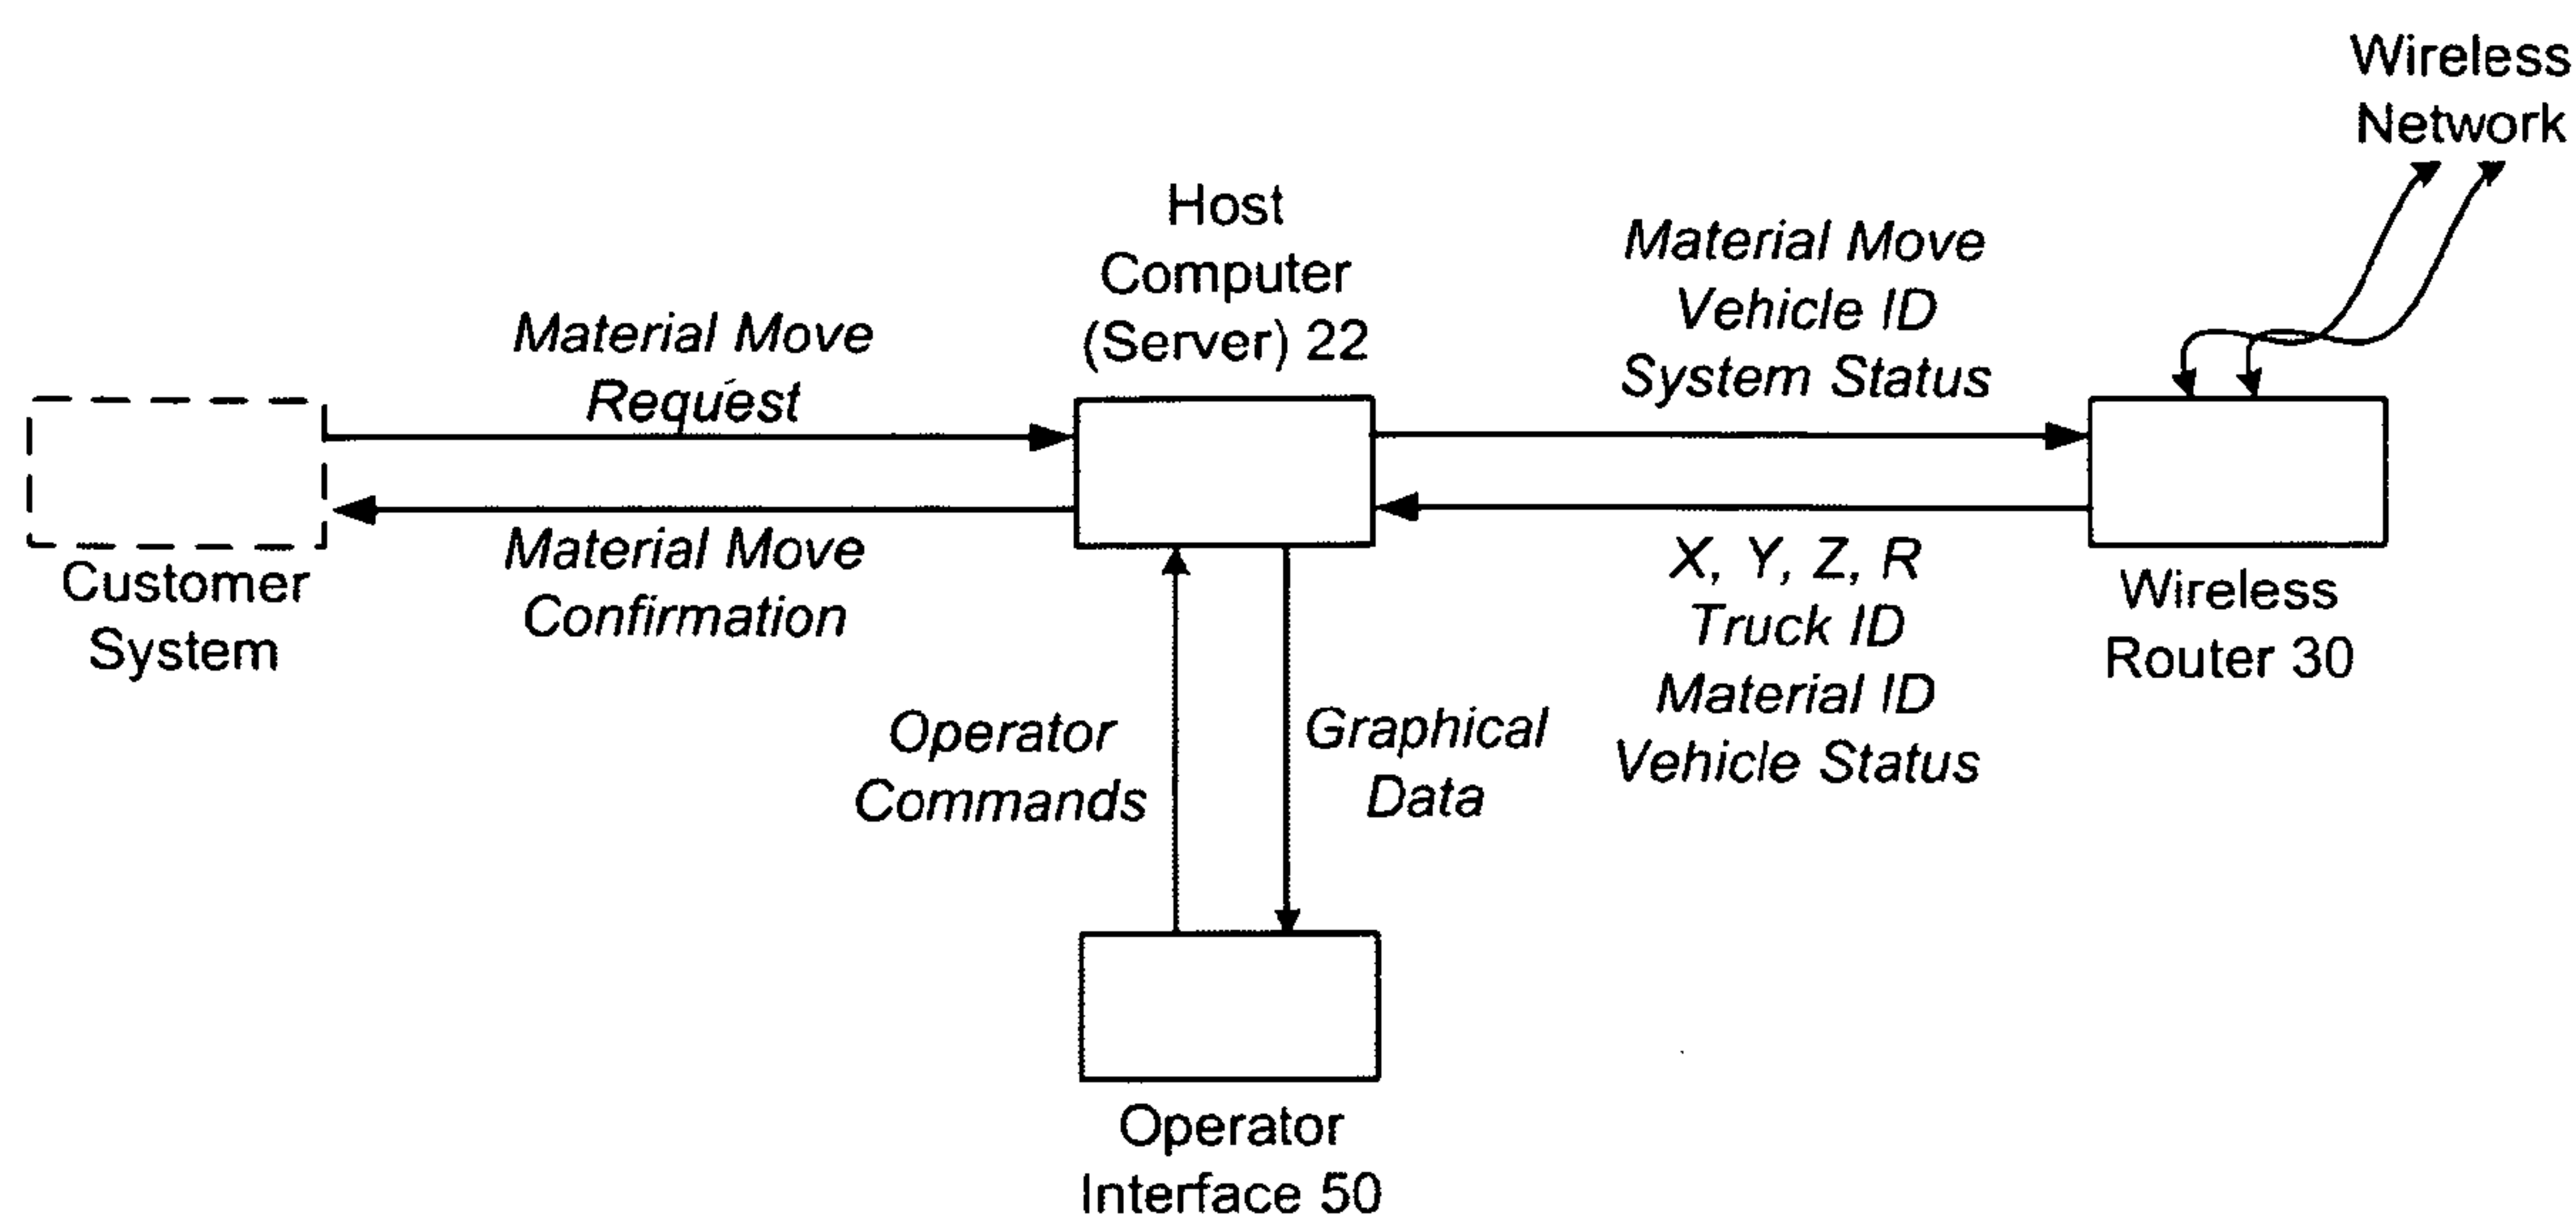 Wireless
Network
Host
Computer
(Server) 22
Material Move
Vehicle ID
System Status
Material Move
Request
Material Move
Confirmation
Customer
System
X, Y, Z, R
Truck ID
Material ID
Vehicle Status
Wireless
Router 30
Operator
Commands
Graphical
Data
Operator
Interface 50